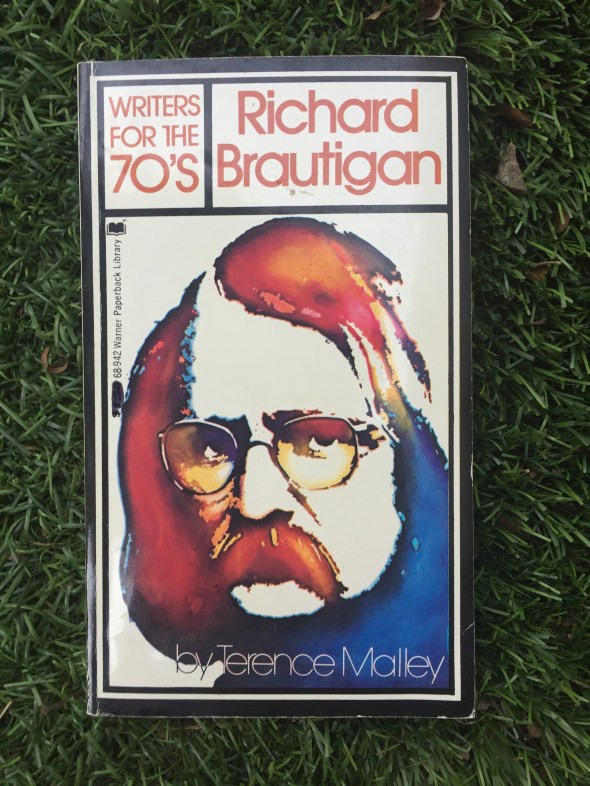 WRITERS
FOR THE
70'S
Richard
Brautigan
68-942 Warner Paperback Library
by Terence Malley